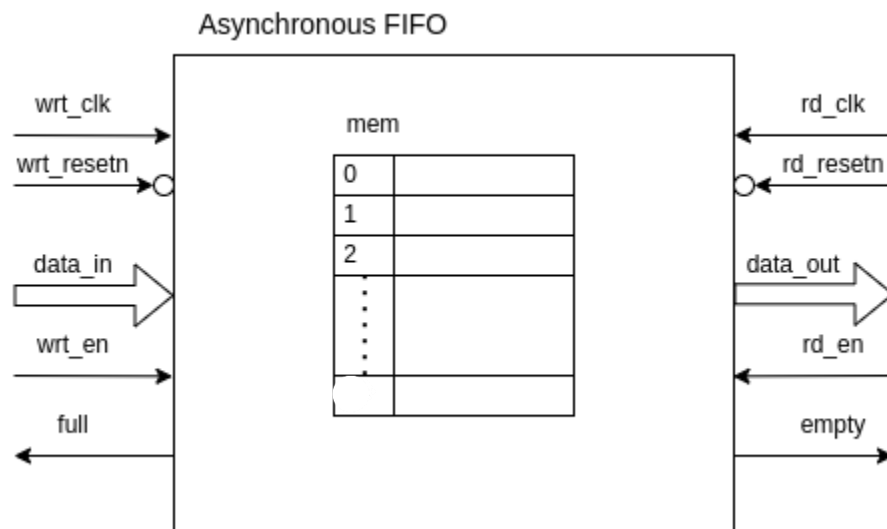 Asynchronous FIFO
wrt_clk
rd_clk
mem
wrt_resetn
rd_resetn
0
1
2
data_in
data_out
wrt_en
rd_en
full
empty